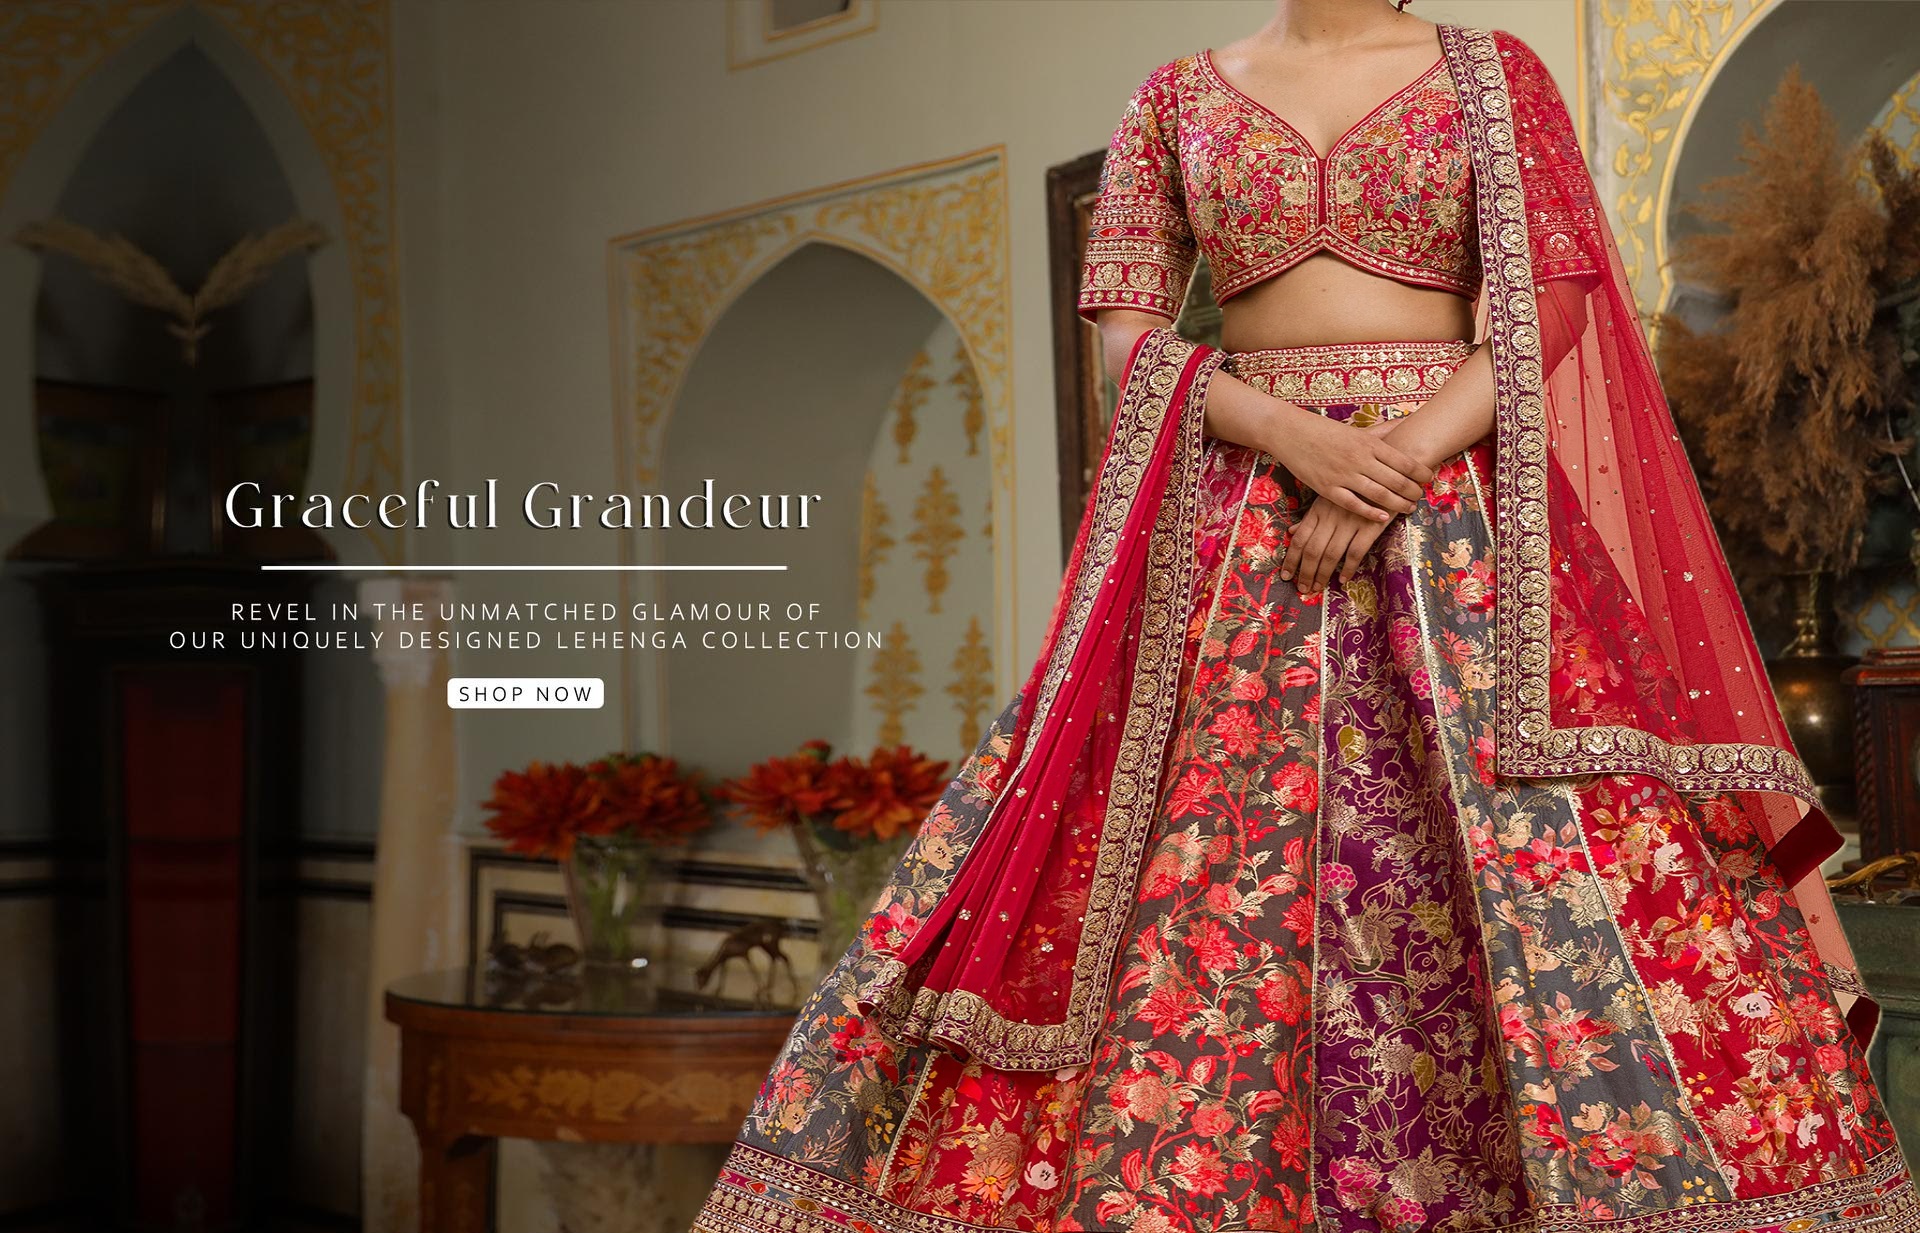 Graceful Grandeur
REVEL IN THE UNMATCHED GLAMOUR OF
OUR UNIQUELY DESIGNED LEHENGA COLLECTION
SHOP NOW